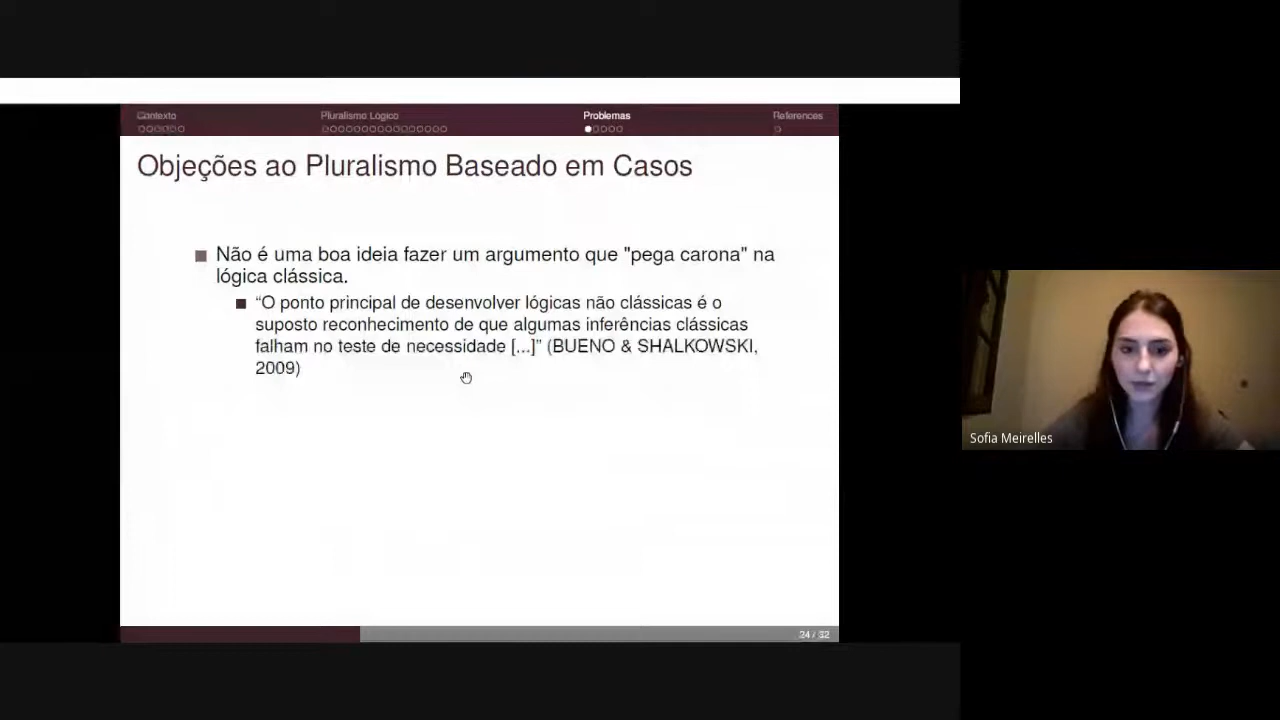 Contexto
Pluralismo Lógico
Problemas
References
Objeções ao Pluralismo Baseado em Casos
Não é uma boa ideia fazer um argumento que "pega carona" na
lógica clássica.
“O ponto principal de desenvolver lógicas não clássicas é o
suposto reconhecimento de que algumas inferências clássicas
falham no teste de necessidade [...]” (BUENO & SHALKOWSKI,
2009)
24 / 32
Sofia Meirelles